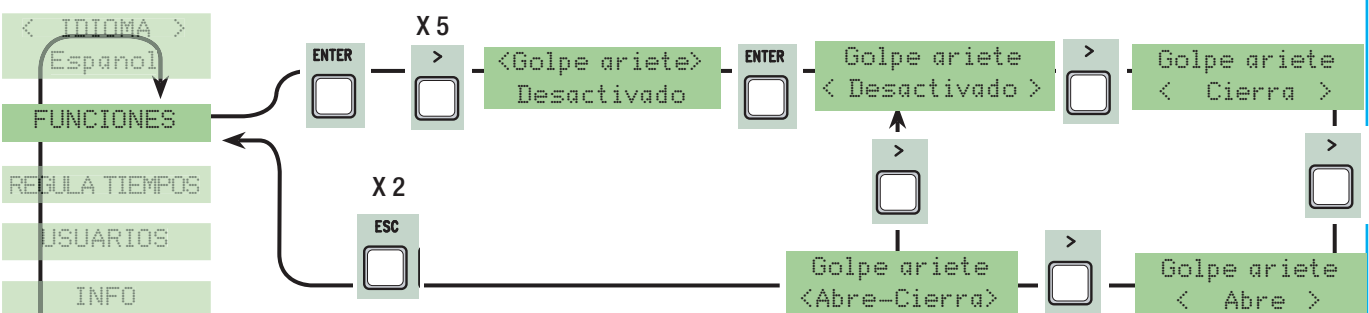 < IDIOMA >
Espanol
FUNCIONES
REGULA TIEMPOS
USUARIOS
INFO
ENTER
X 5
>
<Golpe ariete>
Desactivado
ENTER
Golpe ariete
< Desactivado >
>
Golpe ariete
< Cierra >
>
Golpe ariete
< Abre >
>
Golpe ariete
<Abre-Cierra>
>
X 2
ESC